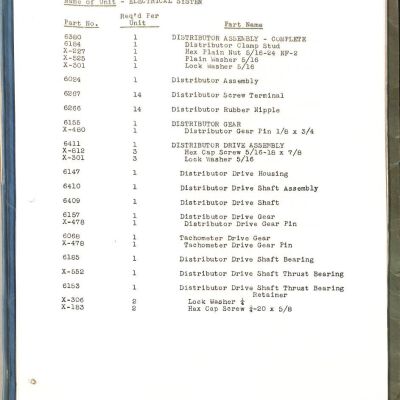 Name of Unit - ELECTRICAL SYSTEM
Part No. Req'd Per Unit Part Name
6380 1 DISTRIBUTOR ASSEMBLY - COMPLETE
6184 1 Distributor Clamp Stud
X-227 1 Hex Plain Nut 5/16-24 NF-2
X-525 1 Plain Washer 5/16
X-301 1 Lock Washer 5/16
6024 1 Distributor Assembly
6267 14 Distributor Screw Terminal
6266 14 Distributor Rubber Nipple
6155 1 DISTRIBUTOR GEAR
X-480 1 Distributor Gear Pin 1/8 x 3/4
6411 1 DISTRIBUTOR DRIVE ASSEMBLY
X-812 3 Hex Cap Screw 5/16-18 x 7/8
X-301 3 Lock Washer 5/16
6147 1 Distributor Drive Housing
6410 1 Distributor Drive Shaft Assembly
6409 1 Distributor Drive Shaft
6157 1 Distributor Drive Gear
X-478 1 Distributor Drive Gear Pin
6068 1 Tachometer Drive Gear
X-478 1 Tachometer Drive Gear Pin
6185 1 Distributor Drive Shaft Bearing
X-552 1 Distributor Drive Shaft Thrust Bearing
6153 1 Distributor Drive Shaft Thrust Bearing
Retainer
X-306 2 Lock Washer ¼
X-183 2 Hex Cap Screw ¼-20 x 5/8